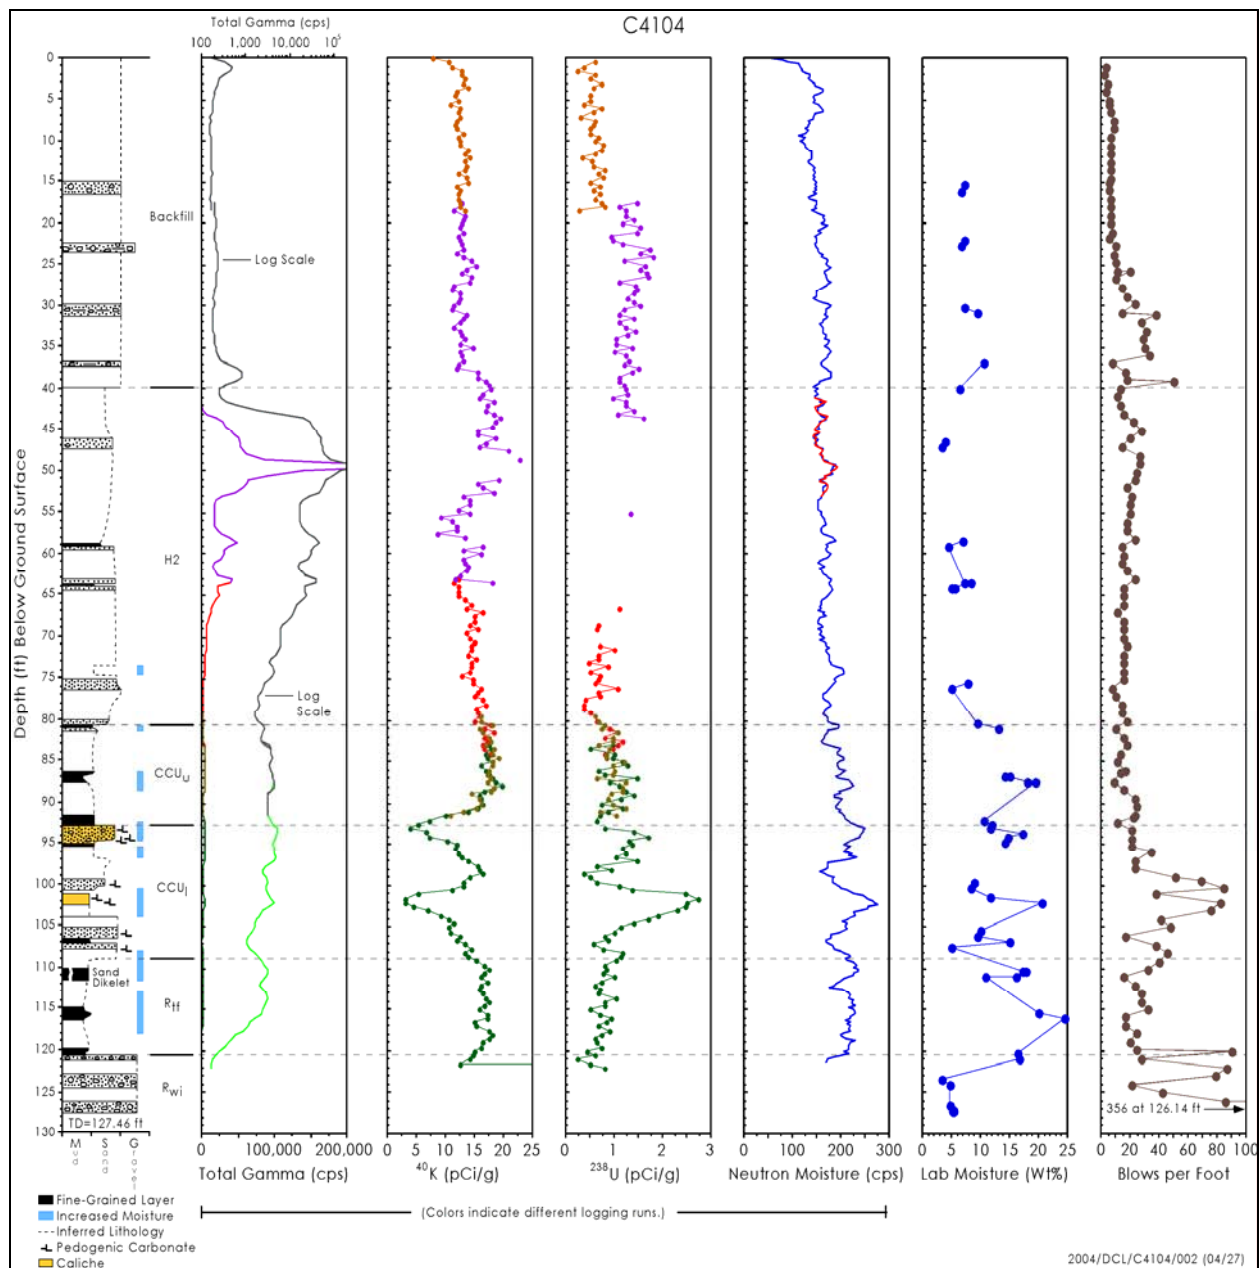 C4104
Total Gamma (cps)
100 1,000 10,000 10⁵
Depth (ft) Below Ground Surface
0
5
10
15
20
25
30
35
40
45
50
55
60
65
70
75
80
85
90
95
100
105
110
115
120
125
130
Backfill
H2
CCUu
CCUl
Rtf
Rwi
Sand
Dikelet
TD=127.46 ft
Mud Sand Gravel
Log Scale
Log
Scale
0 100,000 200,000
Total Gamma (cps)
0 5 10 15 20 25
⁴⁰K (pCi/g)
0 1 2 3
²³⁸U (pCi/g)
0 100 200 300
Neutron Moisture (cps)
0 5 10 15 20 25
Lab Moisture (Wt%)
356 at 126.14 ft
0 20 40 60 80 100
Blows per Foot
(Colors indicate different logging runs.)
Fine-Grained Layer
Increased Moisture
Inferred Lithology
Pedogenic Carbonate
Caliche
2004/DCL/C4104/002 (04/27)